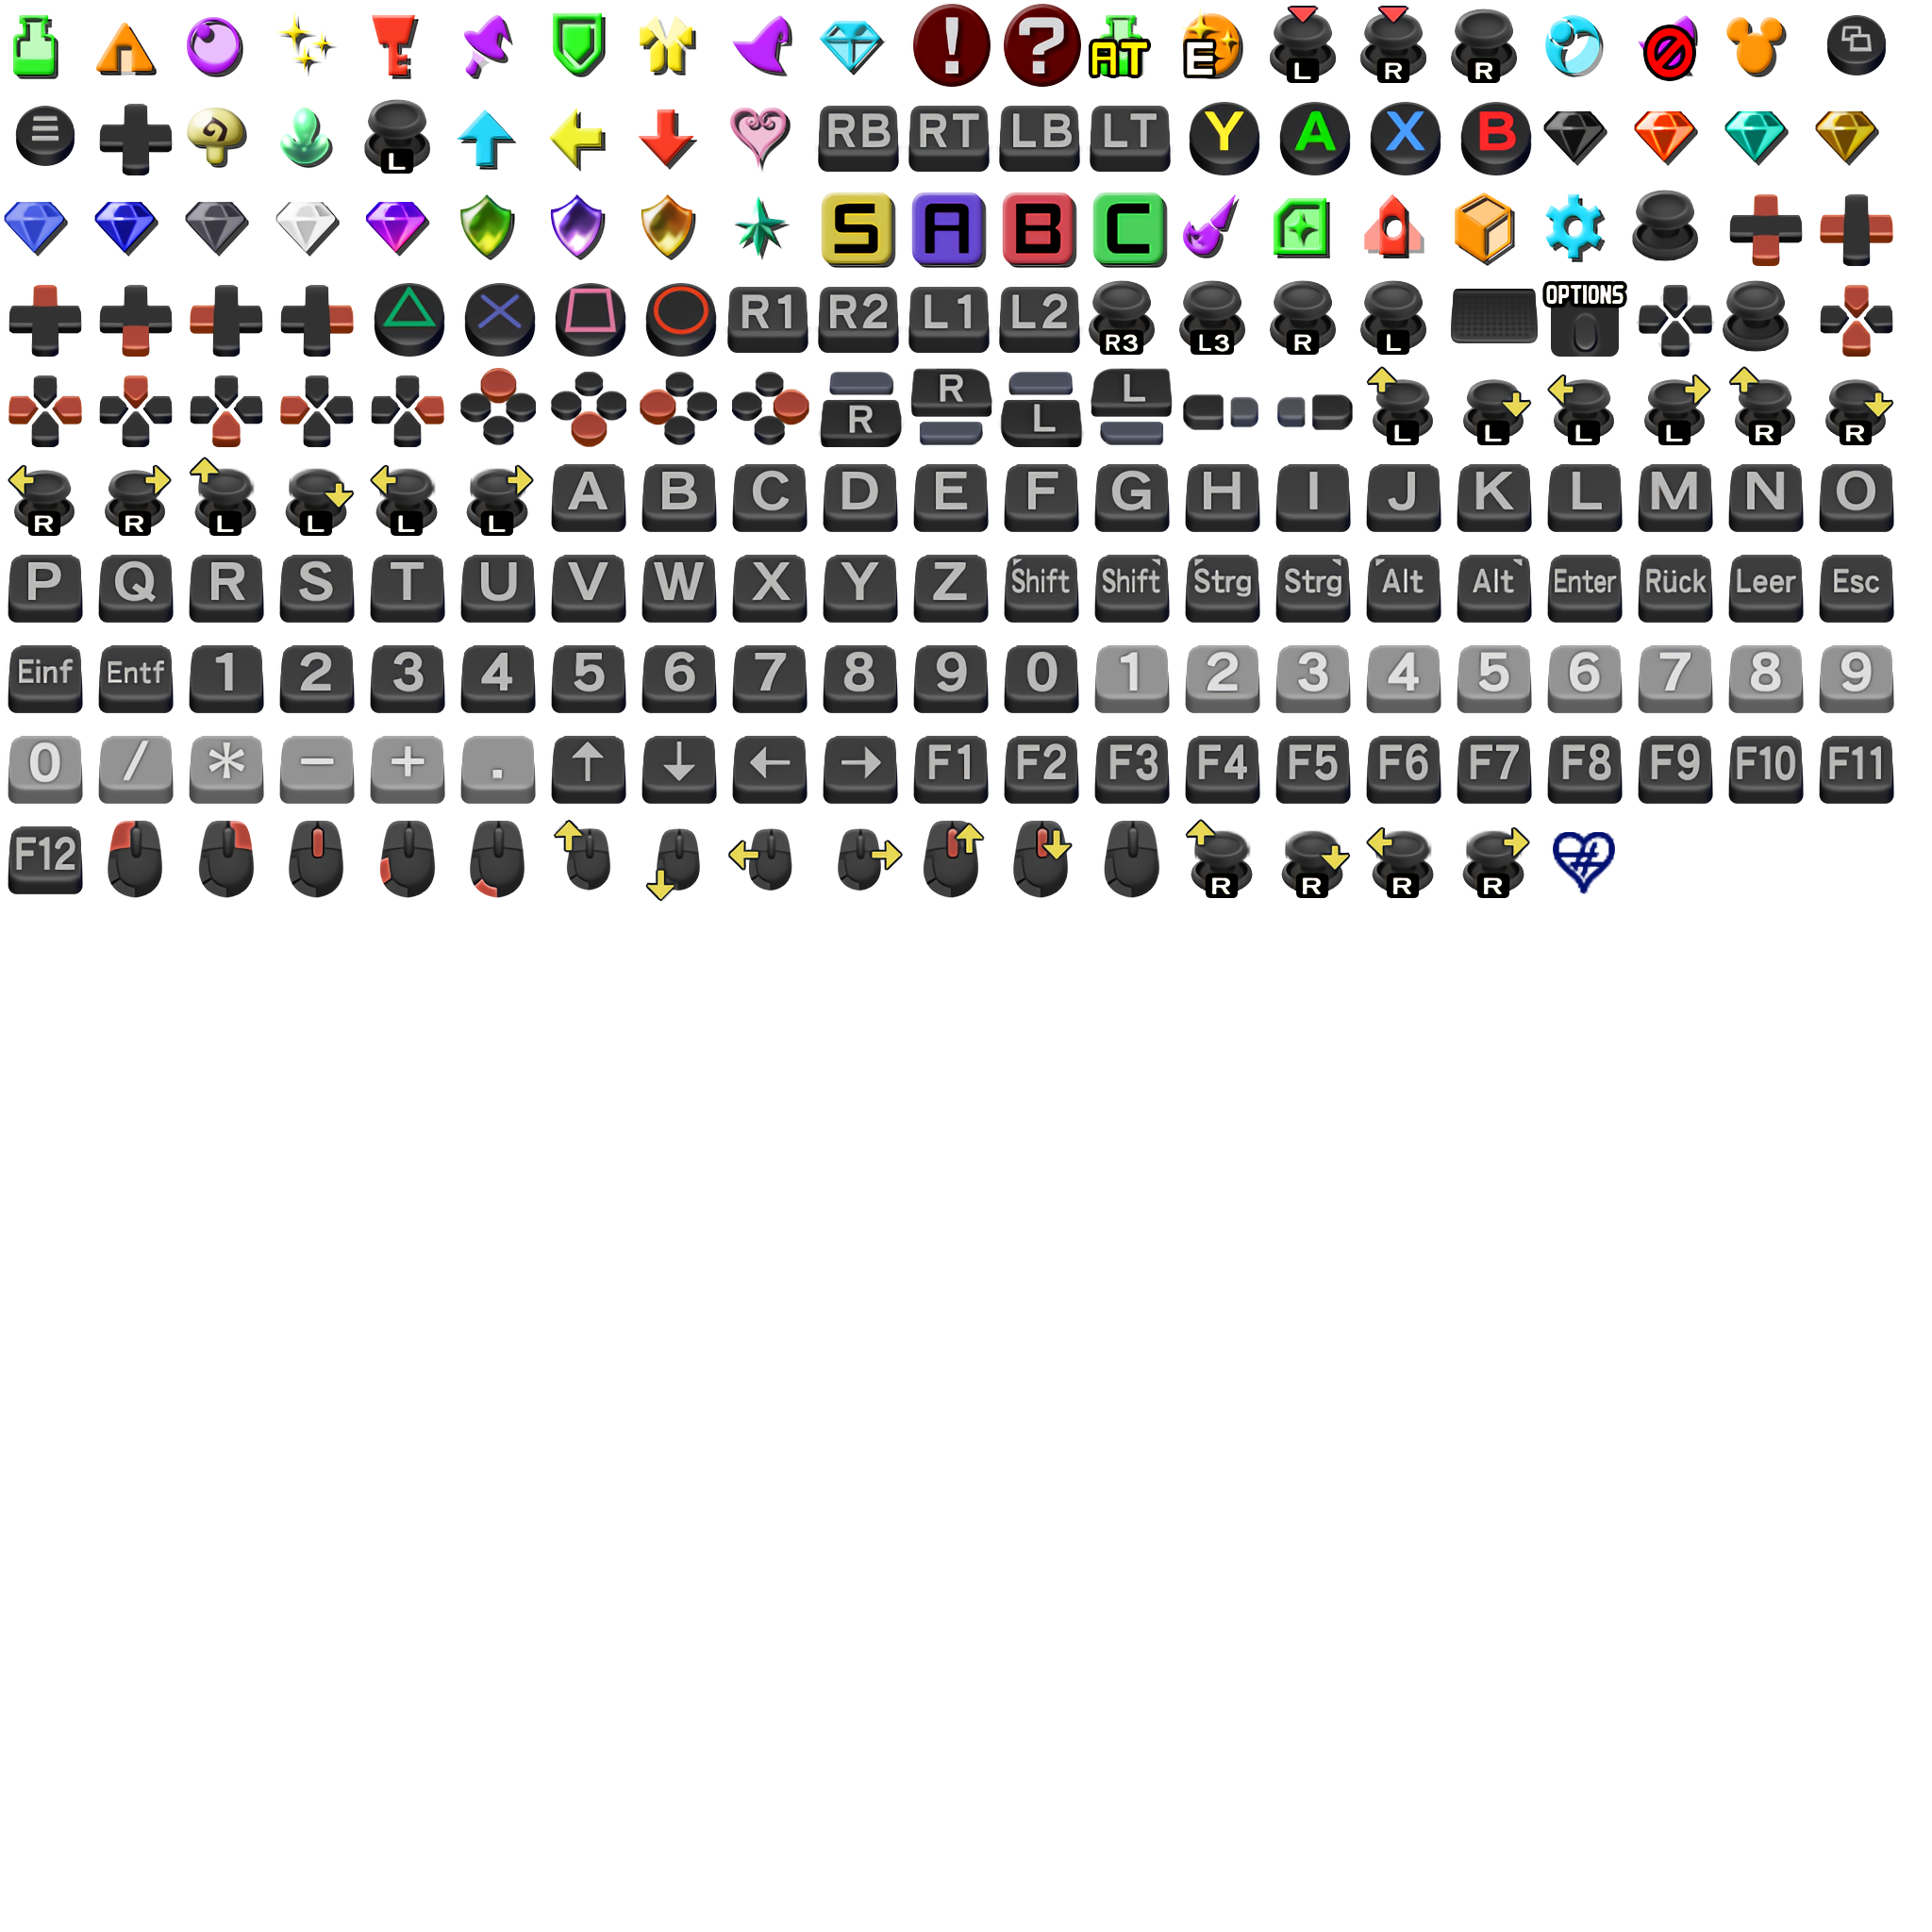 ! ? AT E L R R
L RB RT LB LT Y A X B
S A B C
R1 R2 L1 L2 R3 L3 R L OPTIONS
R R L L L L L L R R
R R L L L L A B C D E F G H I J K L M N O
P Q R S T U V W X Y Z Shift Shift Strg Strg Alt Alt Enter Rück Leer Esc
Einf Entf 1 2 3 4 5 6 7 8 9 0 1 2 3 4 5 6 7 8 9
0 / * - + . ↑ ↓ ← → F1 F2 F3 F4 F5 F6 F7 F8 F9 F10 F11
F12 R R R R